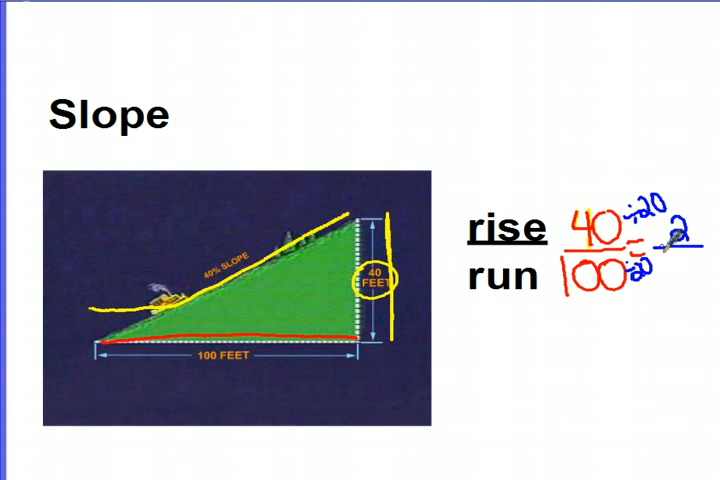 Slope
40% SLOPE
40
FEET
100 FEET
rise
run
40 ÷20
100 ÷20
=
2